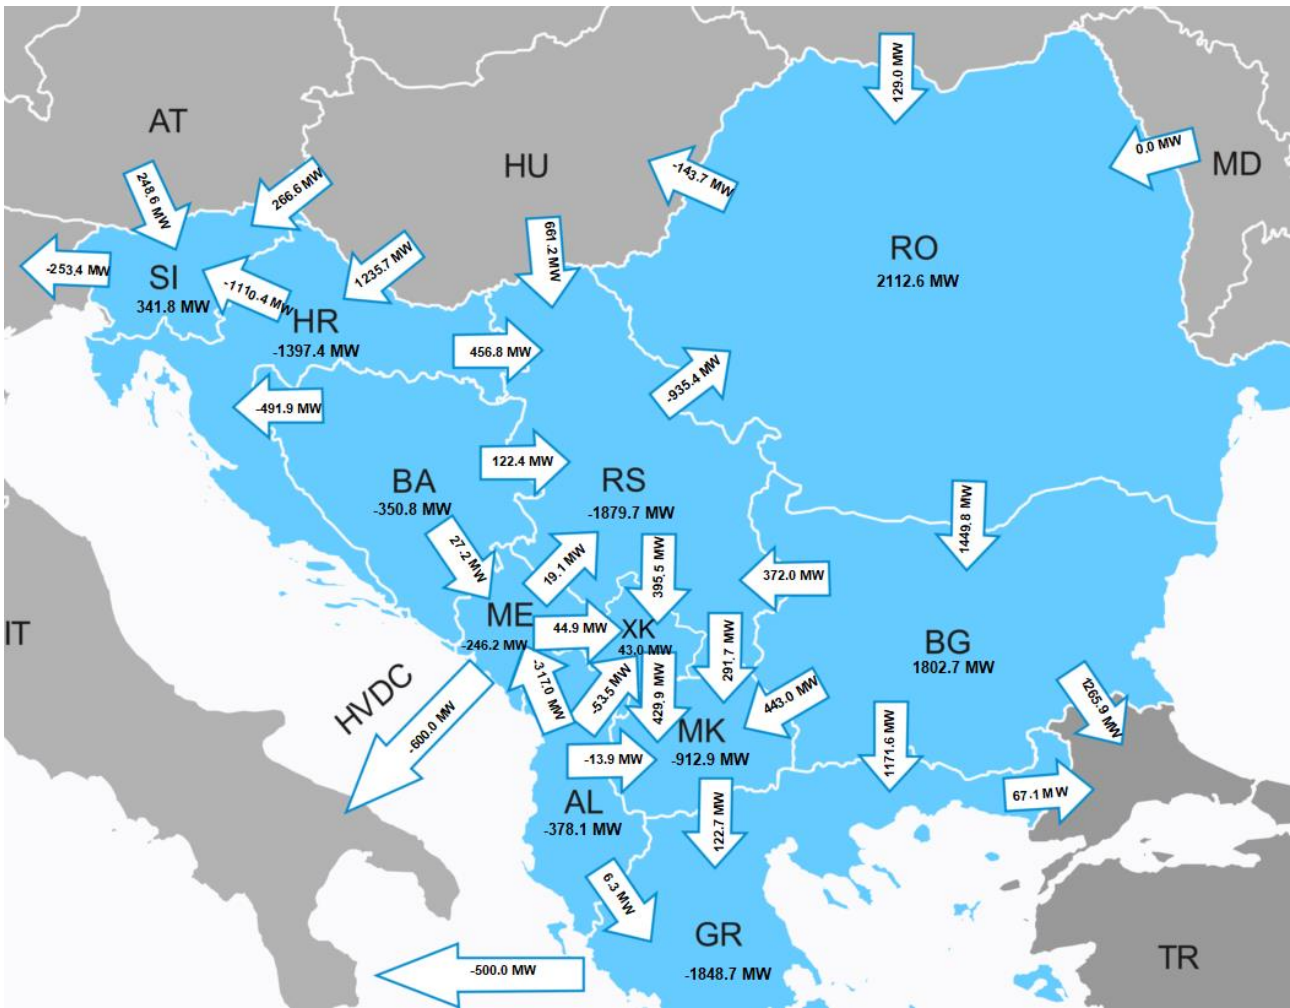 129.0 MW
AT
0.0 MW
MD
HU
-143.7 MW
248.6 MW
266.6 MW
661.2 MW
1235.7 MW
RO
2112.6 MW
-253.4 MW
SI
341.8 MW
-1110.4 MW
HR
-1397.4 MW
456.8 MW
-935.4 MW
-491.9 MW
122.4 MW
BA
-350.8 MW
RS
-1879.7 MW
1449.8 MW
27.2 MW
19.1 MW
395.5 MW
372.0 MW
ME
-246.2 MW
44.9 MW
XK
43.0 MW
291.7 MW
BG
1802.7 MW
IT
HVDC
-600.0 MW
-317.0 MW
-53.5 MW
429.9 MW
443.0 MW
1265.9 MW
MK
-912.9 MW
-13.9 MW
1171.6 MW
67.1 MW
AL
-378.1 MW
122.7 MW
6.3 MW
GR
-1848.7 MW
-500.0 MW
TR